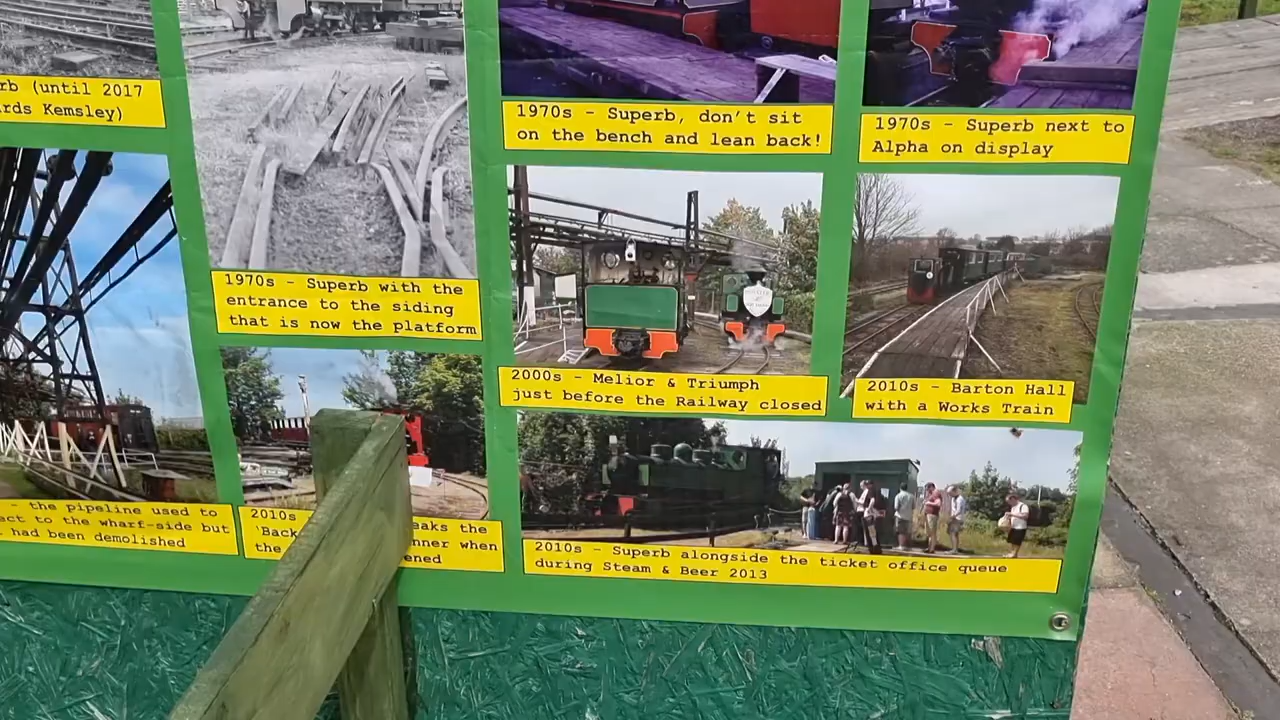 rb (until 2017
rds Kemsley)
1970s - Superb with the
entrance to the siding
that is now the platform
1970s - Superb, don't sit
on the bench and lean back!
1970s - Superb next to
Alpha on display
2000s - Melior & Triumph
just before the Railway closed
2010s - Barton Hall
with a Works Train
- the pipeline used to
ect to the wharf-side but
had been demolished
2010s
'Back eaks the
the nner when
ened
2010s - Superb alongside the ticket office queue
during Steam & Beer 2013